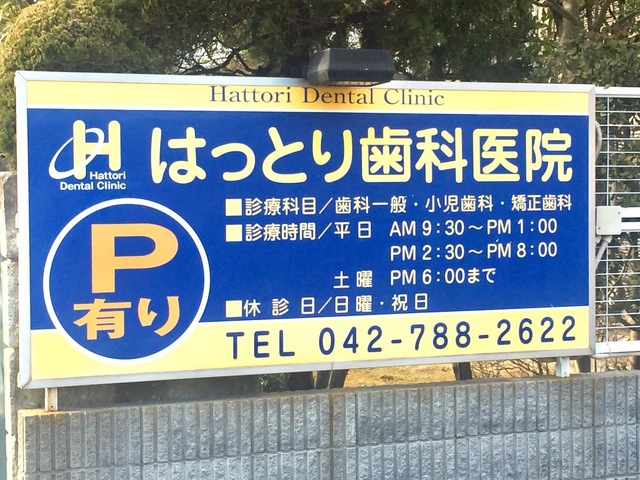 Hattori Dental Clinic
H
Hattori
Dental Clinic
はっとり歯科医院
■診療科目／歯科一般・小児歯科・矯正歯科
■診療時間／平日 AM 9:30～PM 1:00
PM 2:30～PM 8:00
土曜 PM 6:00まで
■休診日／日曜・祝日
P
有り
TEL 042-788-2622